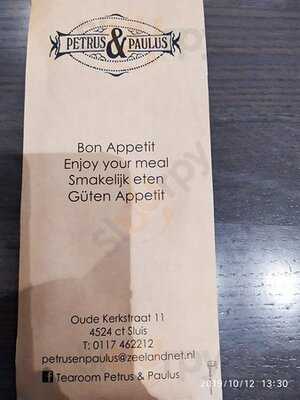 PETRUS & PAULUS
Bon Appetit
Enjoy your meal
Smakelijk eten
Güten Appetit
Oude Kerkstraat 11
4524 ct Sluis
T: 0117 462212
petrusenpaulus@zeelandnet.nl
Tearoom Petrus & Paulus
2019/10/12 13:30